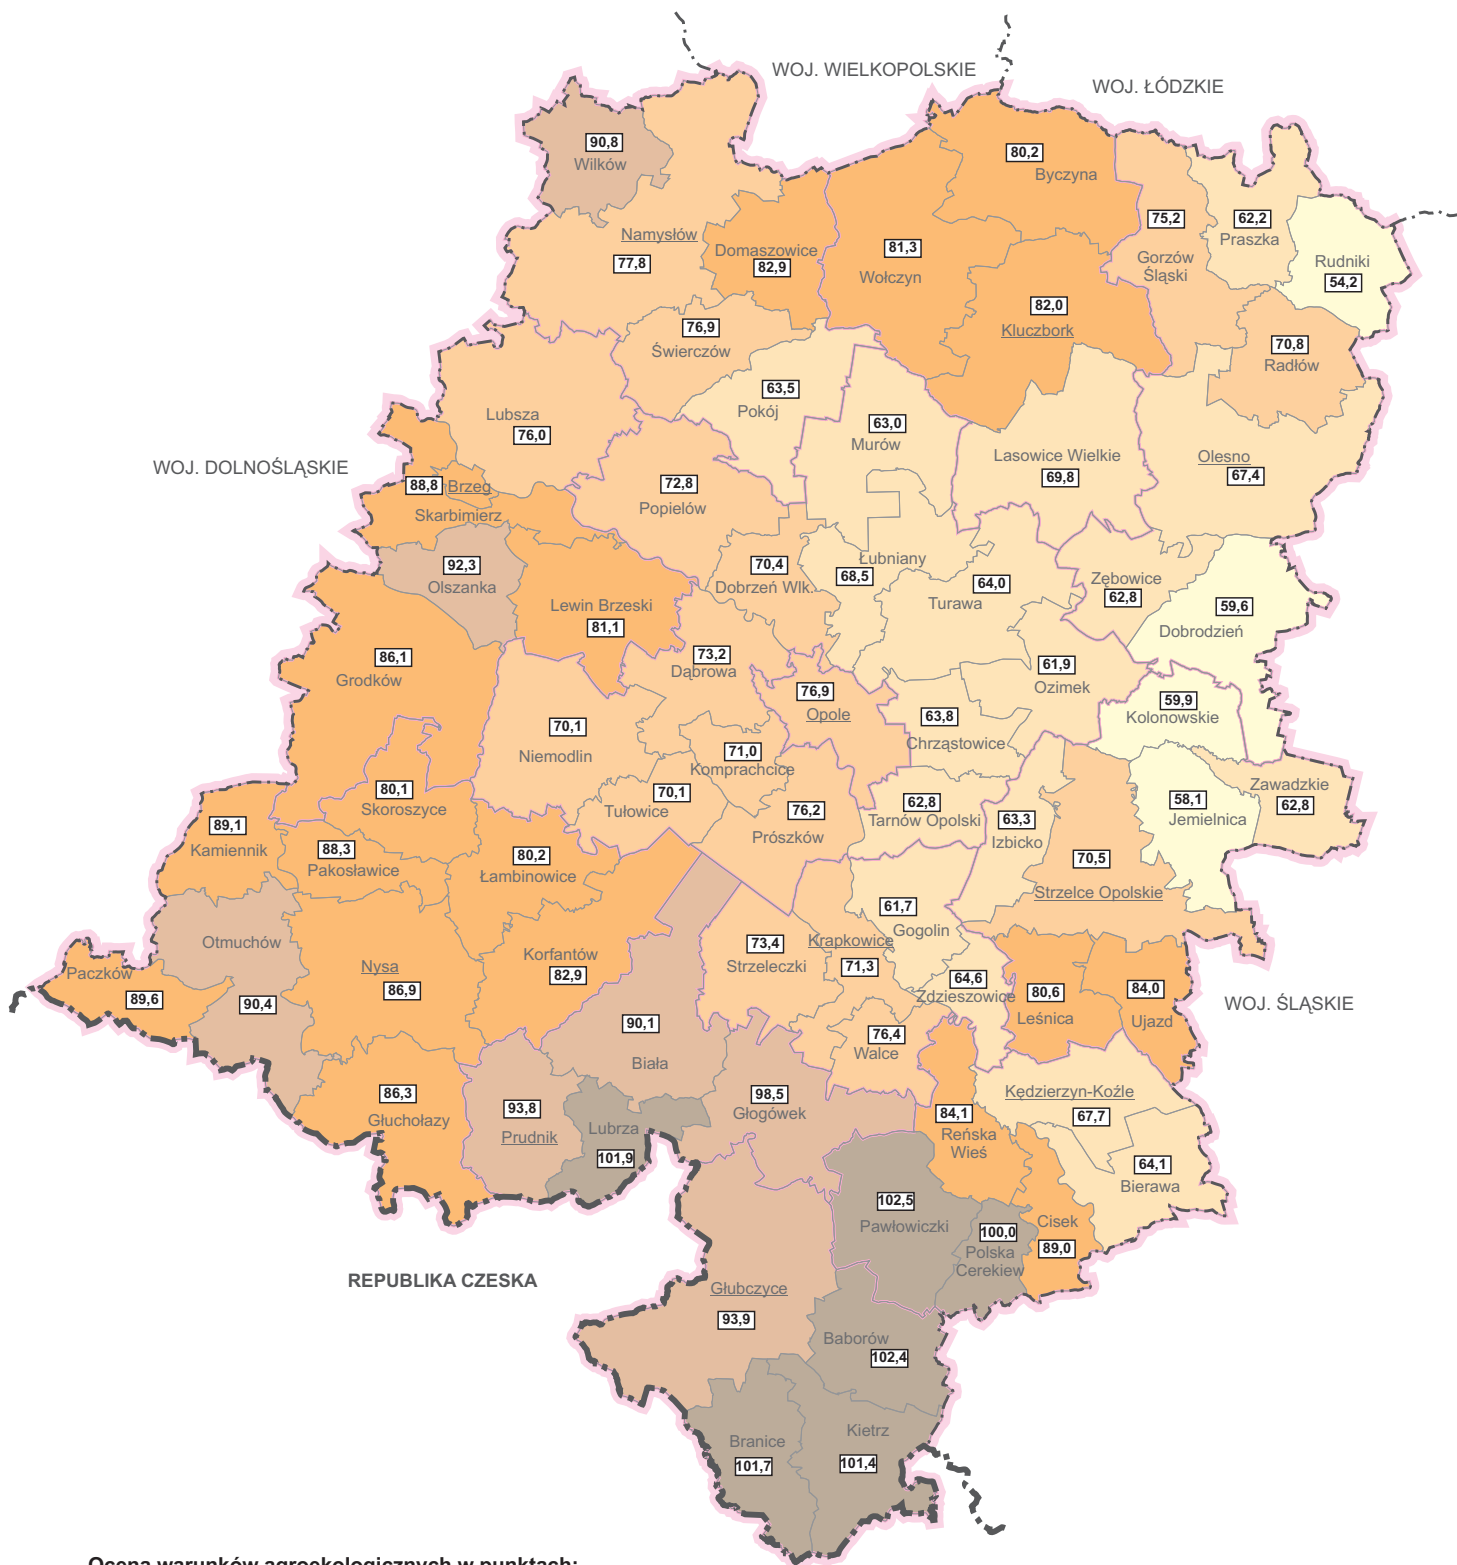 WOJ. WIELKOPOLSKIE
WOJ. ŁÓDZKIE
90,8
Wilków
80,2
Byczyna
75,2
Gorzów
Śląski
62,2
Praszka
Rudniki
54,2
Namysłów
77,8
Domaszowice
82,9
81,3
Wołczyn
82,0
Kluczbork
76,9
Świerczów
70,8
Radłów
Lubsza
76,0
63,5
Pokój
63,0
Murów
Lasowice Wielkie
69,8
Olesno
67,4
WOJ. DOLNOŚLĄSKIE
88,8
Brzeg
Skarbimierz
72,8
Popielów
92,3
Olszanka
Lewin Brzeski
81,1
70,4
Dobrzeń Wlk.
Łubniany
68,5
64,0
Turawa
Zębowice
62,8
59,6
Dobrodzień
86,1
Grodków
73,2
Dąbrowa
76,9
Opole
61,9
Ozimek
59,9
Kolonowskie
70,1
Niemodlin
71,0
Komprachcice
63,8
Chrząstowice
80,1
Skoroszyce
70,1
Tułowice
76,2
Prószków
62,8
Tarnów Opolski
63,3
Izbicko
58,1
Jemielnica
Zawadzkie
62,8
89,1
Kamiennik
88,3
Pakosławice
80,2
Łambinowice
70,5
Strzelce Opolskie
61,7
Gogolin
Otmuchów
90,4
Paczków
89,6
Nysa
86,9
Korfantów
82,9
73,4
Strzeleczki
Krapkowice
71,3
64,6
Zdzieszowice
80,6
Leśnica
84,0
Ujazd
WOJ. ŚLĄSKIE
90,1
Biała
76,4
Walce
86,3
Głuchołazy
93,8
Prudnik
Lubrza
101,9
98,5
Głogówek
84,1
Reńska
Wieś
Kędzierzyn-Koźle
67,7
64,1
Bierawa
102,5
Pawłowiczki
100,0
Polska
Cerekiew
Cisek
89,0
REPUBLIKA CZESKA
Głubczyce
93,9
Baborów
102,4
Branice
101,7
Kietrz
101,4
Ocena warunków agroekologicznych w punktach: